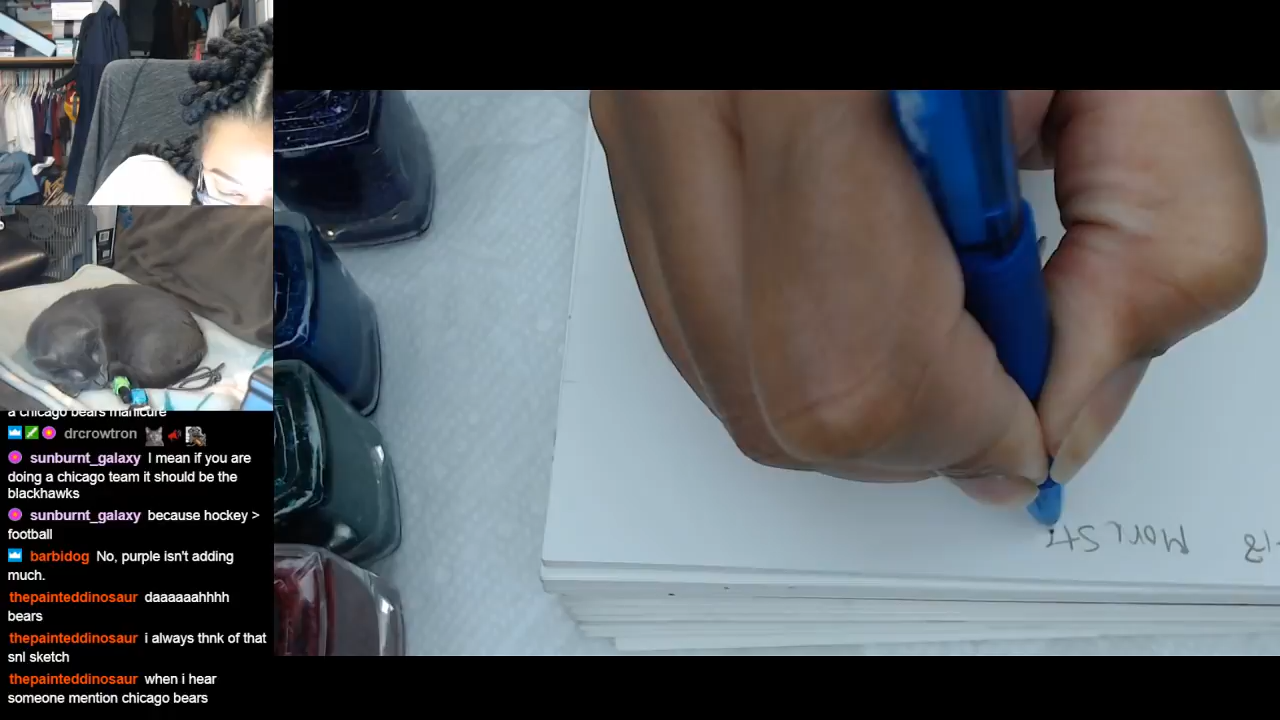 a chicago bears manicure
drcrowtron
sunburnt_galaxy I mean if you are
doing a chicago team it should be the
blackhawks
sunburnt_galaxy because hockey >
football
barbidog No, purple isn't adding
much.
thepainteddinosaur daaaaaahhhh
bears
thepainteddinosaur i always thnk of that
snl sketch
thepainteddinosaur when i hear
someone mention chicago bears